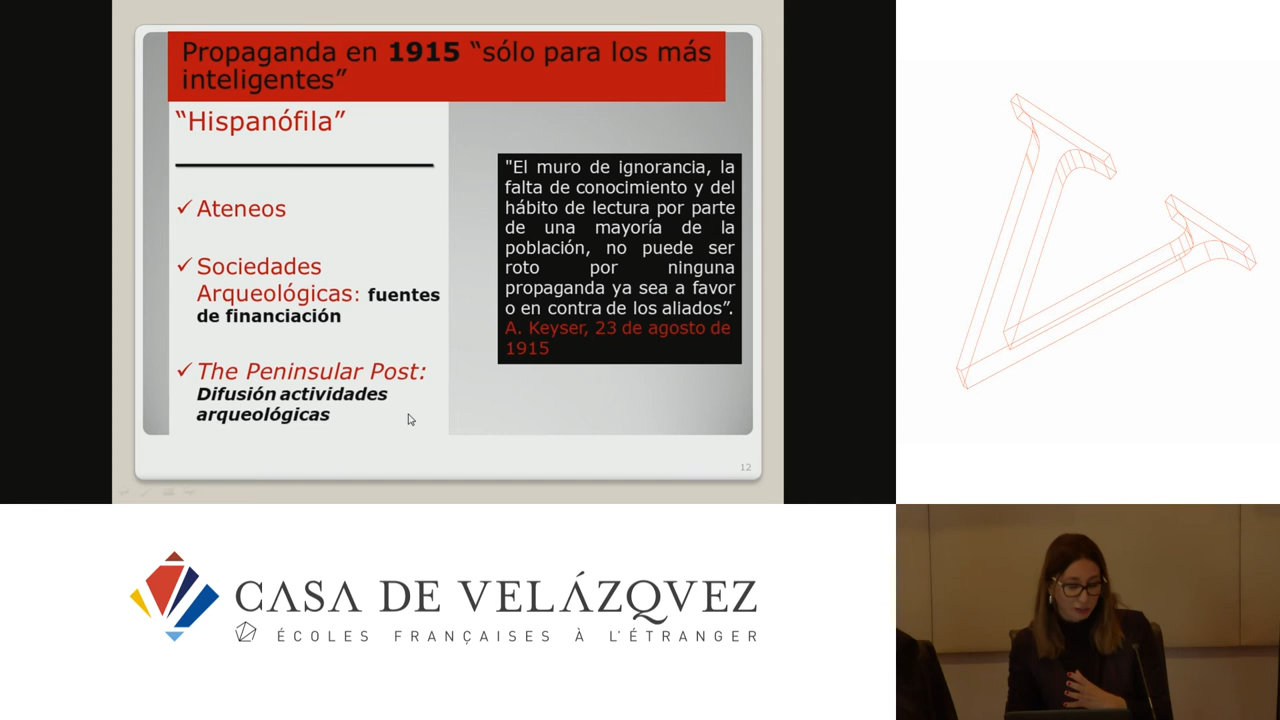 Propaganda en 1915 “sólo para los más
inteligentes”
“Hispanófila”
✓Ateneos
✓Sociedades
Arqueológicas: fuentes
de financiación
✓The Peninsular Post:
Difusión actividades
arqueológicas
"El muro de ignorancia, la
falta de conocimiento y del
hábito de lectura por parte
de una mayoría de la
población, no puede ser
roto por ninguna
propaganda ya sea a favor
o en contra de los aliados”.
A. Keyser, 23 de agosto de
1915
12
CASA DE VELÁZQVEZ
ÉCOLES FRANÇAISES À L'ÉTRANGER